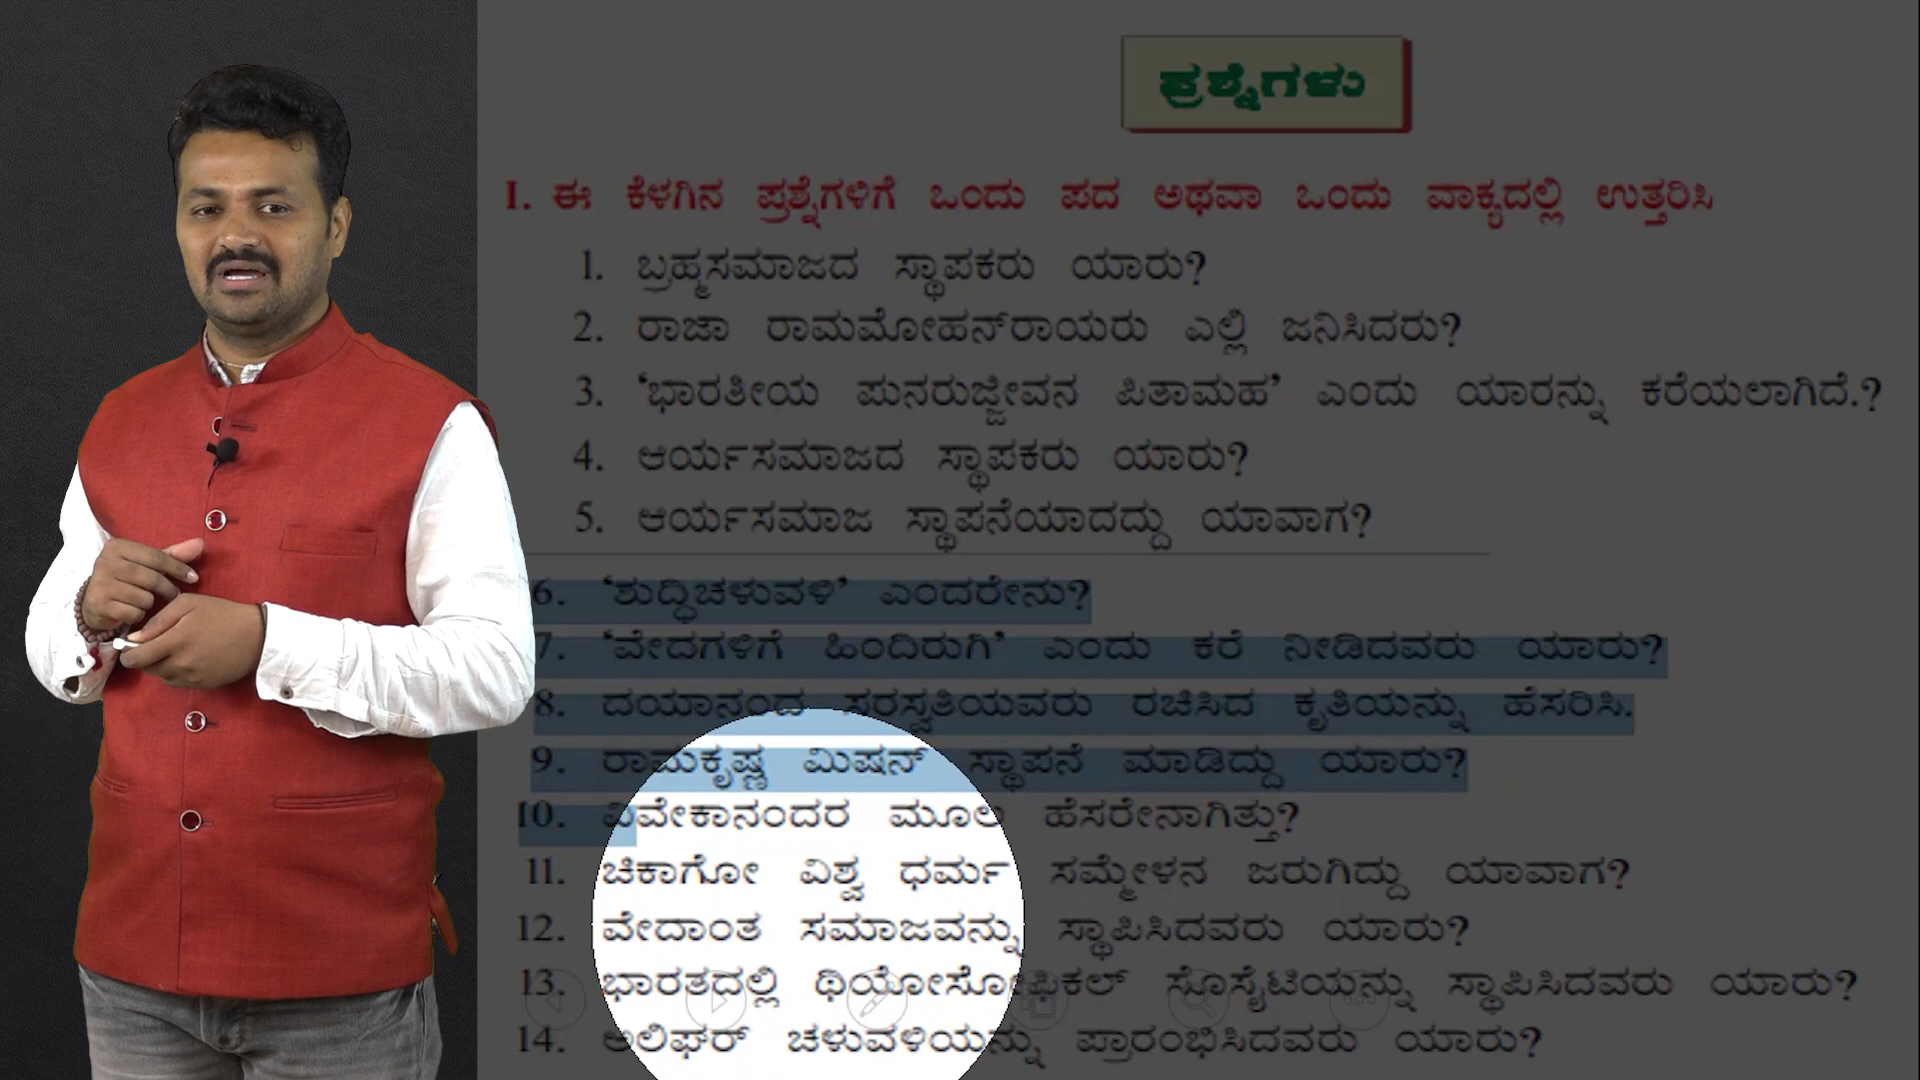 ಪ್ರಶ್ನೆಗಳು
I. ಈ ಕೆಳಗಿನ ಪ್ರಶ್ನೆಗಳಿಗೆ ಒಂದು ಪದ ಅಥವಾ ಒಂದು ವಾಕ್ಯದಲ್ಲಿ ಉತ್ತರಿಸಿ
1. ಬ್ರಹ್ಮಸಮಾಜದ ಸ್ಥಾಪಕರು ಯಾರು?
2. ರಾಜಾ ರಾಮಮೋಹನ್‌ರಾಯರು ಎಲ್ಲಿ ಜನಿಸಿದರು?
3. ‘ಭಾರತೀಯ ಪುನರುಜ್ಜೀವನ ಪಿತಾಮಹ’ ಎಂದು ಯಾರನ್ನು ಕರೆಯಲಾಗಿದೆ.?
4. ಆರ್ಯಸಮಾಜದ ಸ್ಥಾಪಕರು ಯಾರು?
5. ಆರ್ಯಸಮಾಜ ಸ್ಥಾಪನೆಯಾದದ್ದು ಯಾವಾಗ?
6. ‘ಶುದ್ಧಿಚಳುವಳಿ’ ಎಂದರೇನು?
7. ‘ವೇದಗಳಿಗೆ ಹಿಂದಿರುಗಿ’ ಎಂದು ಕರೆ ನೀಡಿದವರು ಯಾರು?
8. ದಯಾನಂದ ಸರಸ್ವತಿಯವರು ರಚಿಸಿದ ಕೃತಿಯನ್ನು ಹೆಸರಿಸಿ.
9. ರಾಮಕೃಷ್ಣ ಮಿಷನ್ ಸ್ಥಾಪನೆ ಮಾಡಿದ್ದು ಯಾರು?
10. ವಿವೇಕಾನಂದರ ಮೂಲ ಹೆಸರೇನಾಗಿತ್ತು?
11. ಚಿಕಾಗೋ ವಿಶ್ವ ಧರ್ಮ ಸಮ್ಮೇಳನ ಜರುಗಿದ್ದು ಯಾವಾಗ?
12. ವೇದಾಂತ ಸಮಾಜವನ್ನು ಸ್ಥಾಪಿಸಿದವರು ಯಾರು?
13. ಭಾರತದಲ್ಲಿ ಥಿಯೋಸೋಫಿಕಲ್ ಸೊಸೈಟಿಯನ್ನು ಸ್ಥಾಪಿಸಿದವರು ಯಾರು?
14. ಅಲಿಘರ್ ಚಳುವಳಿಯನ್ನು ಪ್ರಾರಂಭಿಸಿದವರು ಯಾರು?